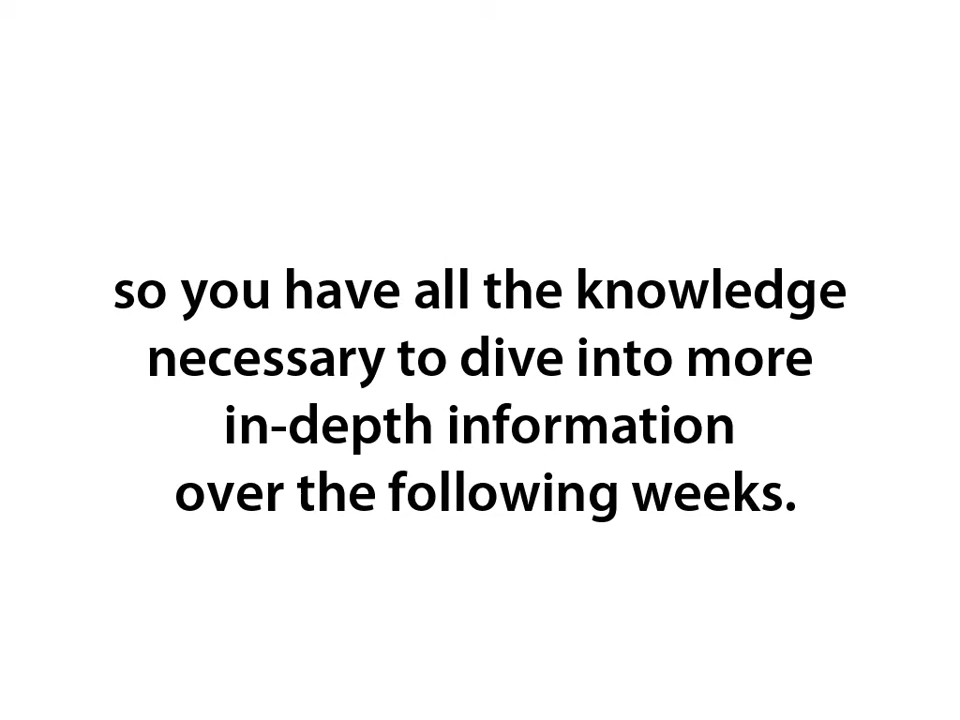 so you have all the knowledge
necessary to dive into more
in-depth information
over the following weeks.